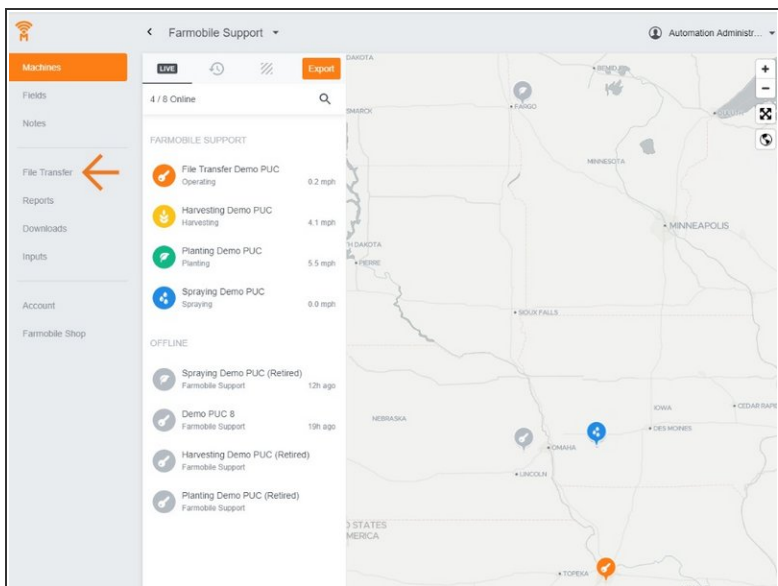 Farmobile Support
Automation Administr...
Machines
Fields
Notes
File Transfer
Reports
Downloads
Inputs
Account
Farmobile Shop
LIVE
Export
4 / 8 Online
FARMOBILE SUPPORT
File Transfer Demo PUC
Operating
0.2 mph
Harvesting Demo PUC
Harvesting
4.1 mph
Planting Demo PUC
Planting
5.5 mph
Spraying Demo PUC
Spraying
0.0 mph
OFFLINE
Spraying Demo PUC (Retired)
Farmobile Support
12h ago
Demo PUC 8
Farmobile Support
19h ago
Harvesting Demo PUC (Retired)
Farmobile Support
Planting Demo PUC (Retired)
Farmobile Support
DAKOTA
BEMIDJI
FARGO
SMARCK
MINNESOTA
MINNEAPOLIS
H DAKOTA
PIERRE
SIOUX FALLS
IOWA
CEDAR RAPI
NEBRASKA
DES MOINES
OMAHA
LINCOLN
D STATES
MERICA
TOPEKA